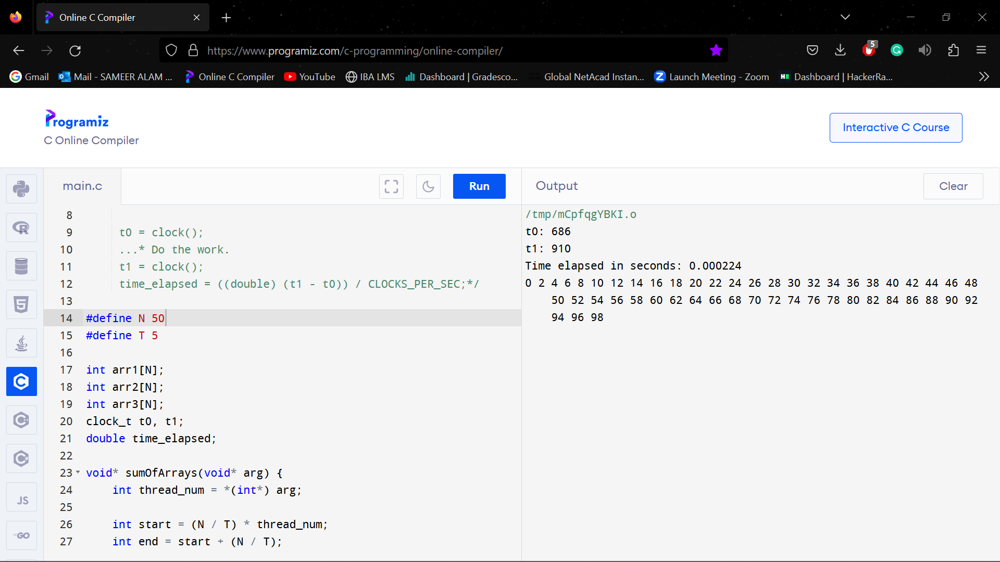 Online C Compiler
https://www.programiz.com/c-programming/online-compiler/
5
Gmail
Mail - SAMEER ALAM ...
Online C Compiler
YouTube
IBA LMS
Dashboard | Gradesco...
Global NetAcad Instan...
Launch Meeting - Zoom
Dashboard | HackerRa...
Programiz
C Online Compiler
Interactive C Course
main.c
Run
Output
Clear
8
9 t0 = clock();
10 ...* Do the work.
11 t1 = clock();
12 time_elapsed = ((double) (t1 - t0)) / CLOCKS_PER_SEC;*/
13
14 #define N 50
15 #define T 5
16
17 int arr1[N];
18 int arr2[N];
19 int arr3[N];
20 clock_t t0, t1;
21 double time_elapsed;
22
23 void* sumOfArrays(void* arg) {
24 int thread_num = *(int*) arg;
25
26 int start = (N / T) * thread_num;
27 int end = start + (N / T);
/tmp/mCpfqgYBKI.o
t0: 686
t1: 910
Time elapsed in seconds: 0.000224
0 2 4 6 8 10 12 14 16 18 20 22 24 26 28 30 32 34 36 38 40 42 44 46 48
50 52 54 56 58 60 62 64 66 68 70 72 74 76 78 80 82 84 86 88 90 92
94 96 98
JS
GO